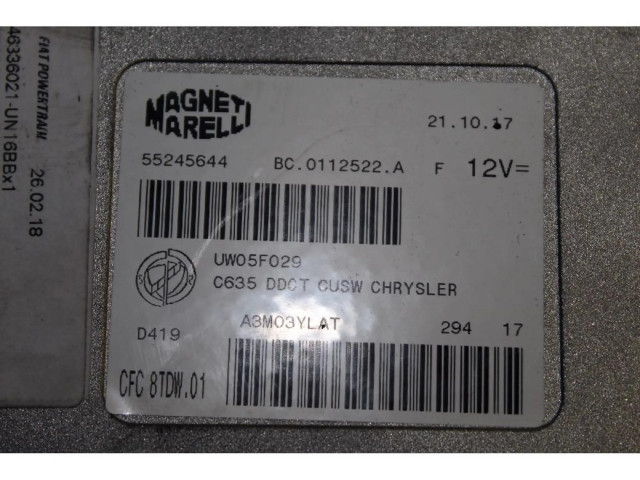 FIAT POWERTRAIN 26.02.18
46336021-UN16BBx1
MAGNETI
MARELLI
21.10.17
55245644 BC.0112522.A F 12V=
UW05F029
C635 DDCT CUSW CHRYSLER
D419 A3M03YLAT 294 17
CFC 8TDW.01